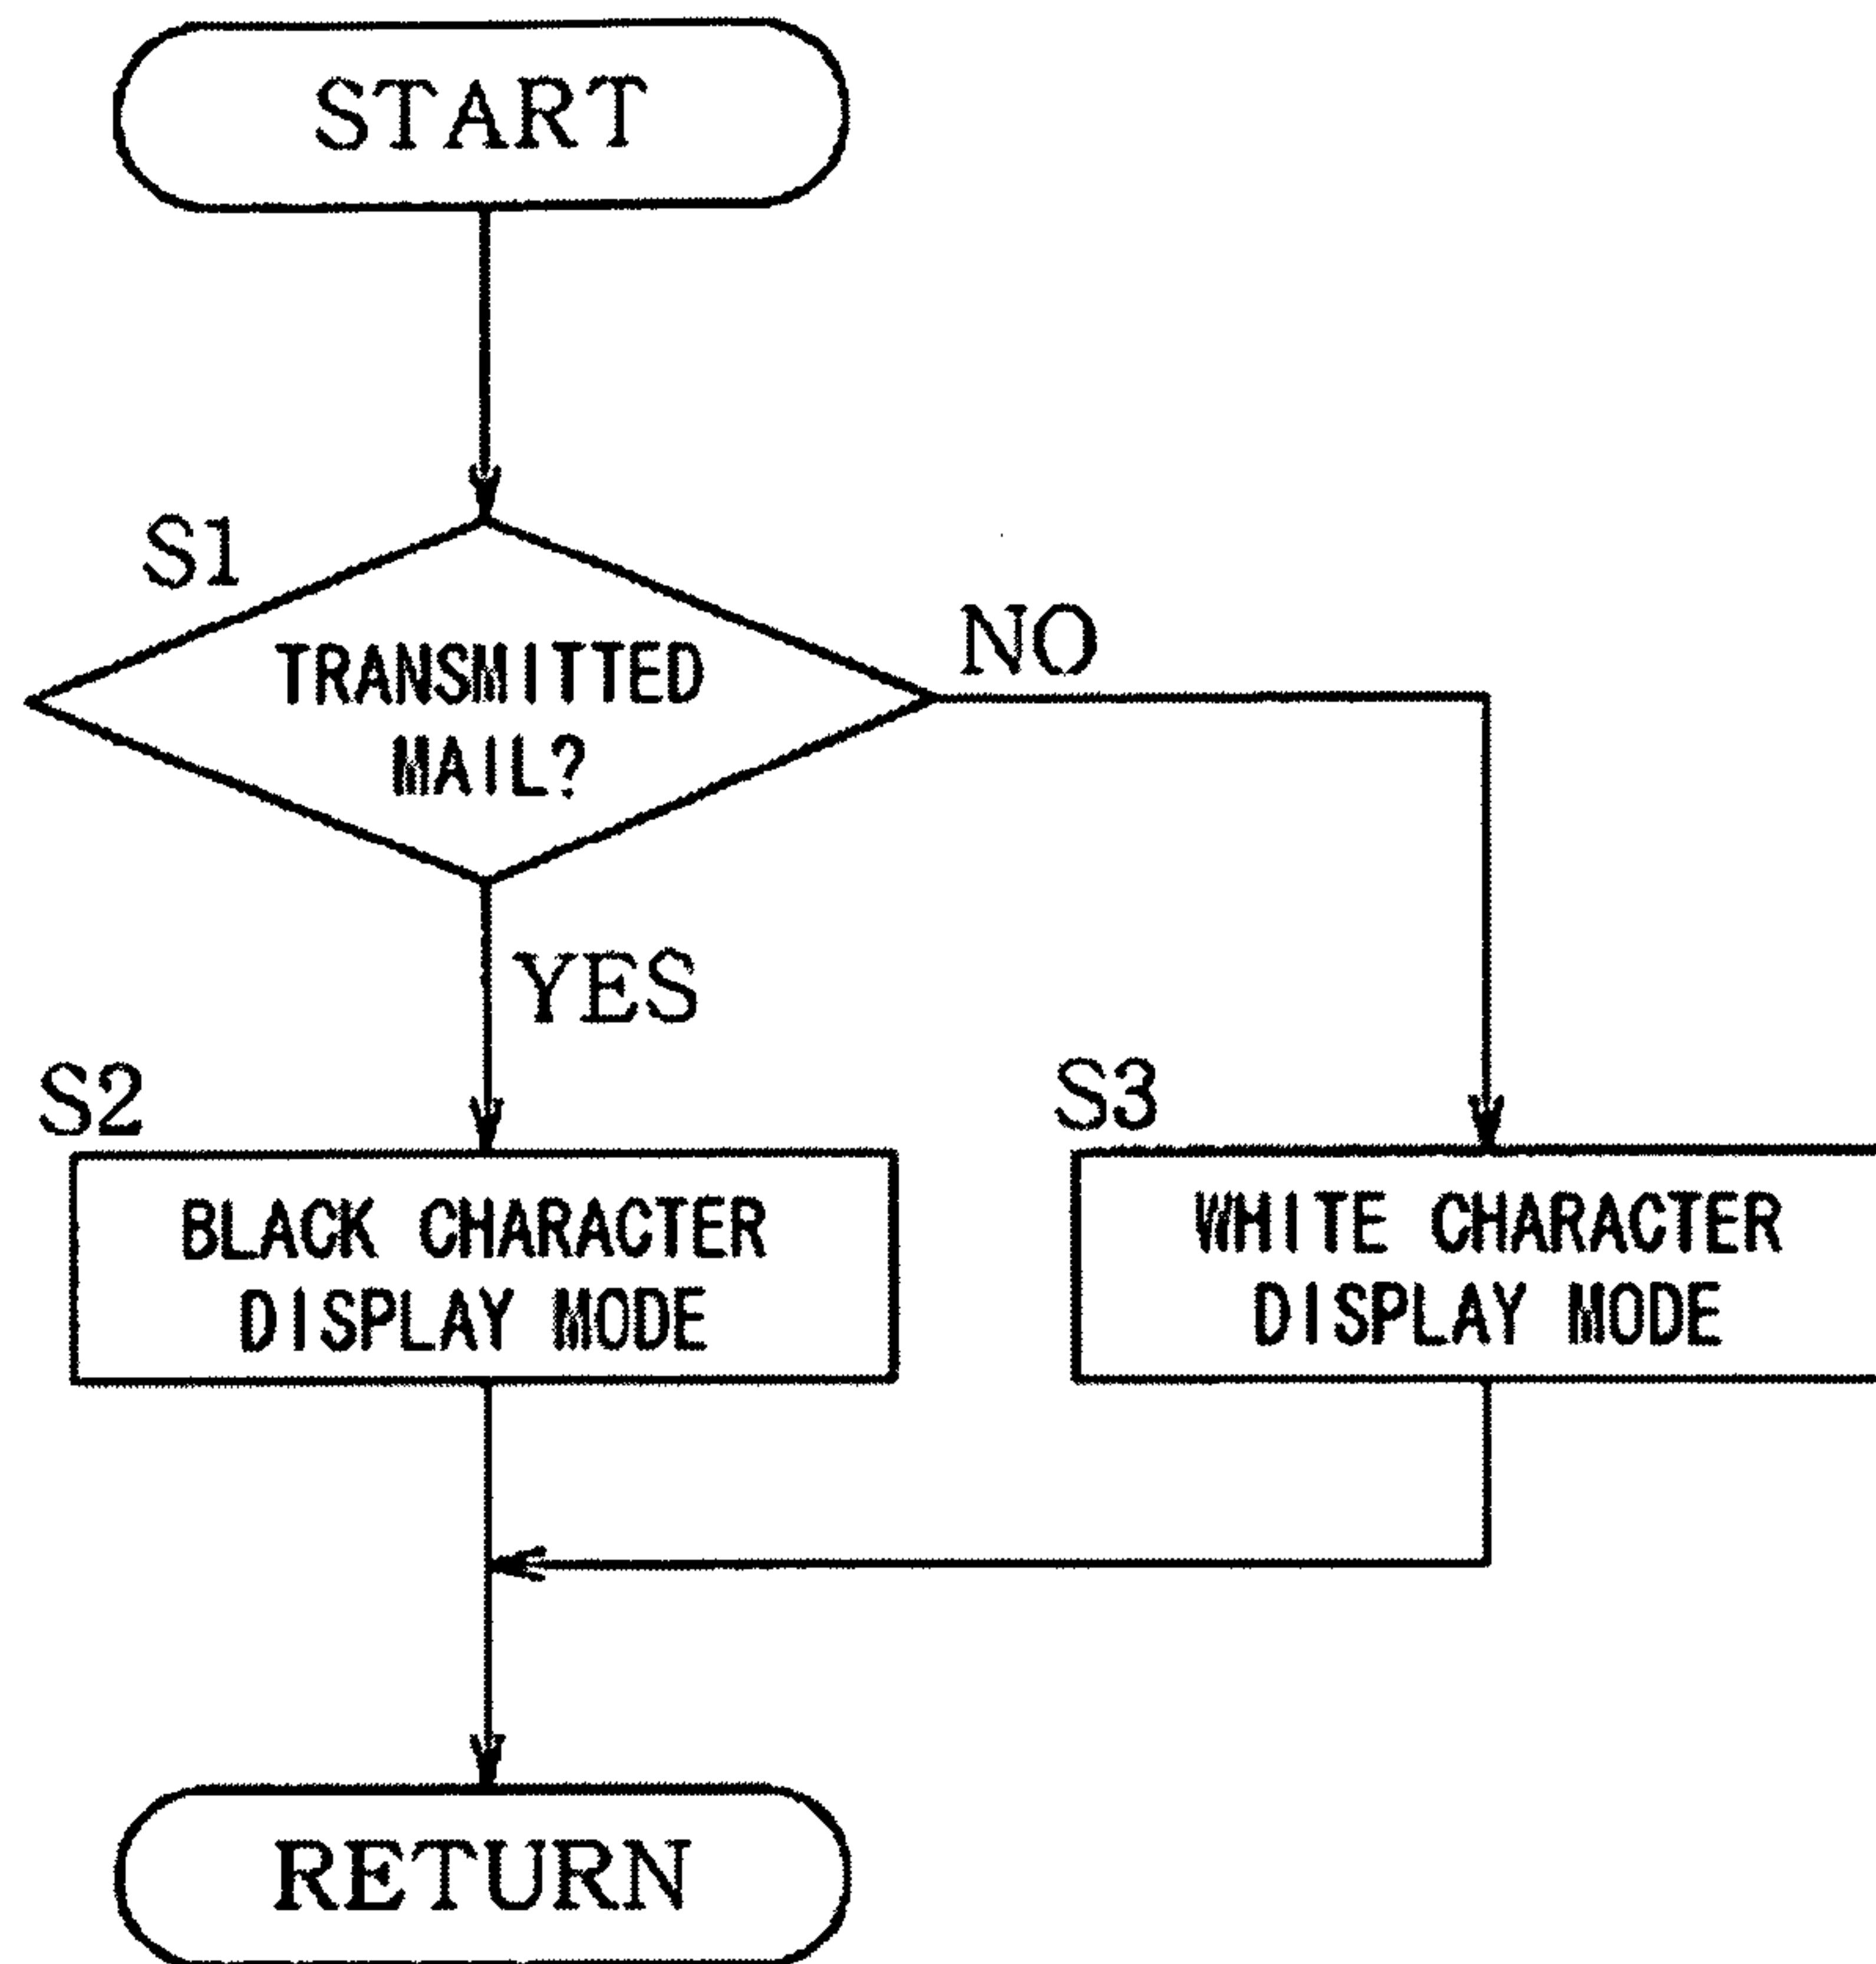 START
S1
TRANSMITTED
MAIL?
NO
YES
S2
BLACK CHARACTER
DISPLAY MODE
S3
WHITE CHARACTER
DISPLAY MODE
RETURN